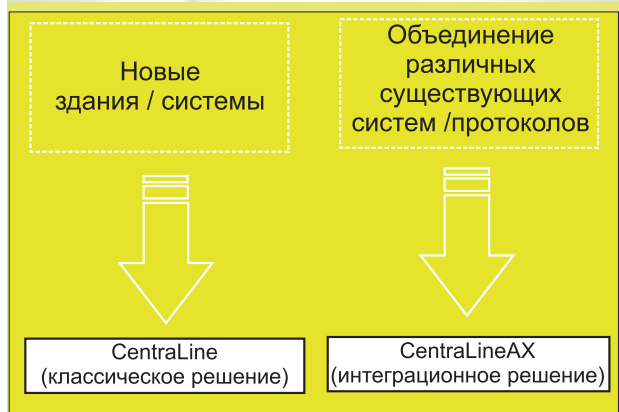 Новые
здания / системы
Объединение
различных
существующих
систем /протоколов
CentraLine
(классическое решение)
CentraLineAX
(интеграционное решение)